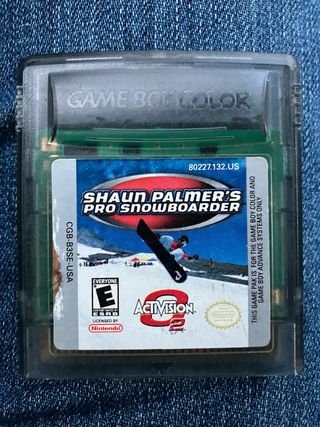 GAME BOY COLOR
80227.132.US
SHAUN PALMER'S
PRO SNOWBOARDER
CGB-B3SE-USA
THIS GAME PAK IS FOR THE GAME BOY COLOR AND
GAME BOY ADVANCE SYSTEMS ONLY
EVERYONE
E
ESRB
LICENSED BY
Nintendo
ACTIVISION
O2